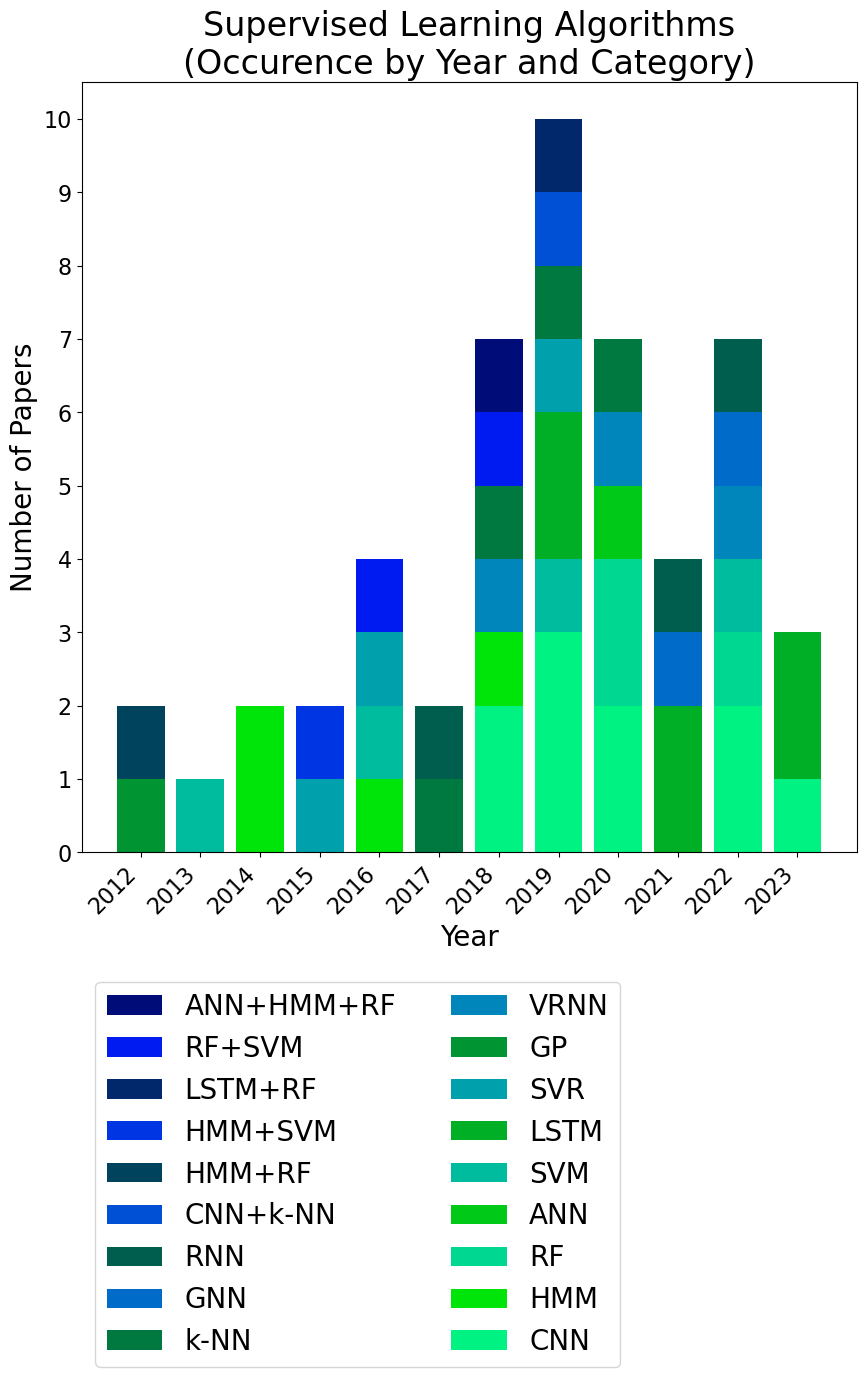 Supervised Learning Algorithms
(Occurence by Year and Category)
Number of Papers
10
9
8
7
6
5
4
3
2
1
0
2012
2013
2014
2015
2016
2017
2018
2019
2020
2021
2022
2023
Year
ANN+HMM+RF
RF+SVM
LSTM+RF
HMM+SVM
HMM+RF
CNN+k-NN
RNN
GNN
k-NN
VRNN
GP
SVR
LSTM
SVM
ANN
RF
HMM
CNN